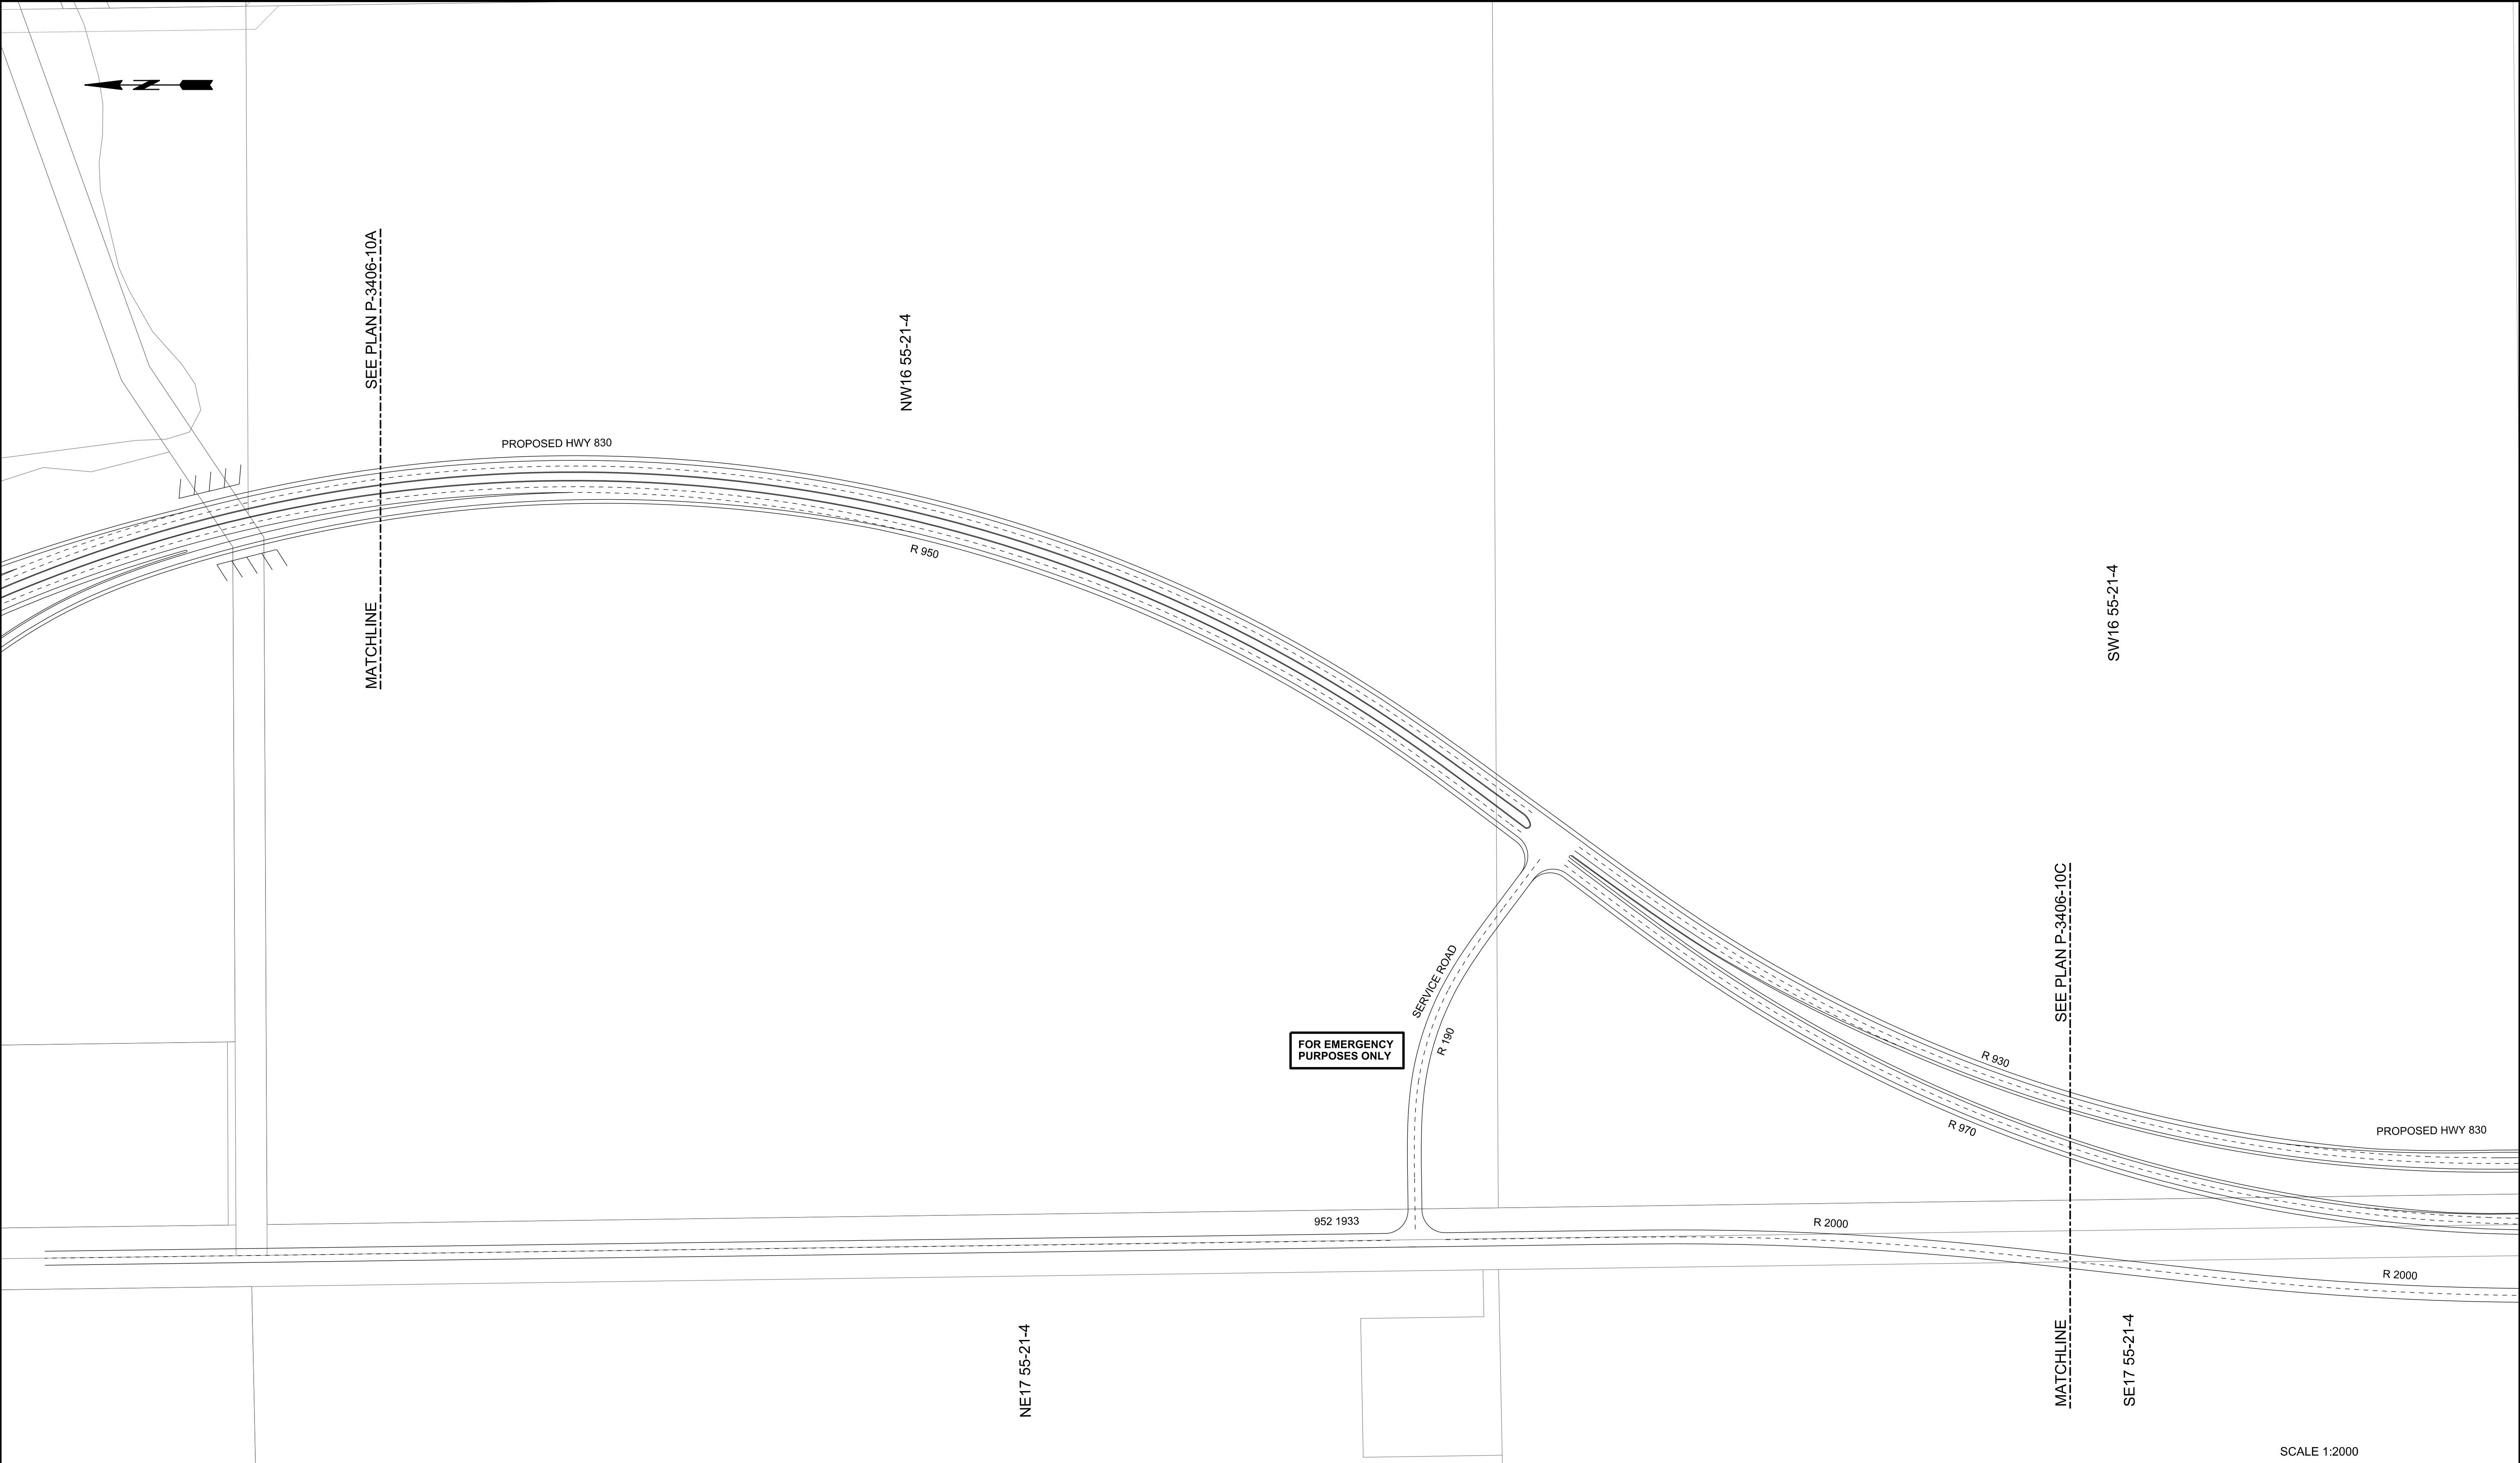 N
SEE PLAN P-3406-10A
MATCHLINE
NW16 55-21-4
PROPOSED HWY 830
R 950
SW16 55-21-4
SERVICE ROAD
R 190
FOR EMERGENCY
PURPOSES ONLY
SEE PLAN P-3406-10C
MATCHLINE
R 930
R 970
PROPOSED HWY 830
952 1933
R 2000
R 2000
NE17 55-21-4
SE17 55-21-4
SCALE 1:2000